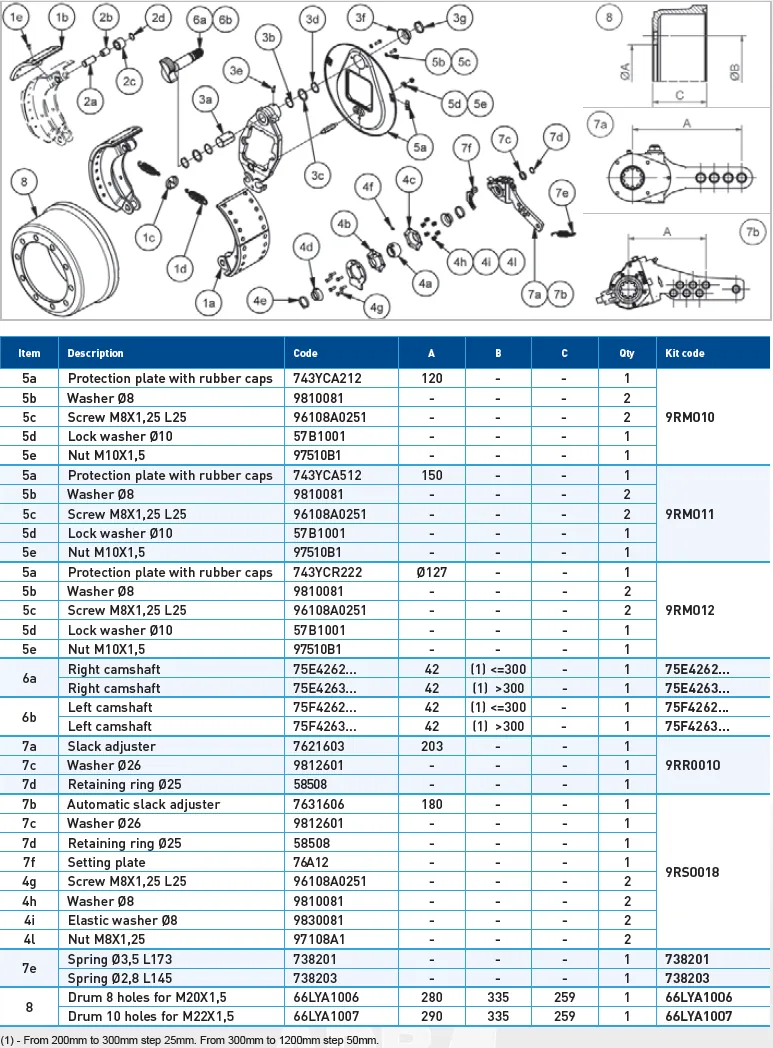 1e 1b 2b 2d 6a 6b 3b 3d 3f 3g 8
2a 2c 3e 5b 5c ØA ØB
3a 5d 5e C
3c 5a 7a A
8 7f 7c 7d
4f 4c 7e
1c 4b A 7b
1d 4d 4h 4i 4l
1a 4e 4g 4a 7a 7b
Item Description Code A B C Qty Kit code
5a Protection plate with rubber caps 743YCA212 120 - - 1
5b Washer Ø8 9810081 - - - 2
5c Screw M8X1,25 L25 96108A0251 - - - 2 9RM010
5d Lock washer Ø10 57B1001 - - - 1
5e Nut M10X1,5 97510B1 - - - 1
5a Protection plate with rubber caps 743YCA512 150 - - 1
5b Washer Ø8 9810081 - - - 2
5c Screw M8X1,25 L25 96108A0251 - - - 2 9RM011
5d Lock washer Ø10 57B1001 - - - 1
5e Nut M10X1,5 97510B1 - - - 1
5a Protection plate with rubber caps 743YCR222 Ø127 - - 1
5b Washer Ø8 9810081 - - - 2
5c Screw M8X1,25 L25 96108A0251 - - - 2 9RM012
5d Lock washer Ø10 57B1001 - - - 1
5e Nut M10X1,5 97510B1 - - - 1
6a Right camshaft 75E4262... 42 (1) <=300 - 1 75E4262...
Right camshaft 75E4263... 42 (1) >300 - 1 75E4263...
6b Left camshaft 75F4262... 42 (1) <=300 - 1 75F4262...
Left camshaft 75F4263... 42 (1) >300 - 1 75F4263...
7a Slack adjuster 7621603 203 - - 1
7c Washer Ø26 9812601 - - - 1 9RR0010
7d Retaining ring Ø25 58508 - - - 1
7b Automatic slack adjuster 7631606 180 - - 1
7c Washer Ø26 9812601 - - - 1
7d Retaining ring Ø25 58508 - - - 1
7f Setting plate 76A12 - - - 1
4g Screw M8X1,25 L25 96108A0251 - - - 2 9RS0018
4h Washer Ø8 9810081 - - - 2
4i Elastic washer Ø8 9830081 - - - 2
4l Nut M8X1,25 97108A1 - - - 2
7e Spring Ø3,5 L173 738201 - - - 1 738201
Spring Ø2,8 L145 738203 - - - 1 738203
8 Drum 8 holes for M20X1,5 66LYA1006 280 335 259 1 66LYA1006
Drum 10 holes for M22X1,5 66LYA1007 290 335 259 1 66LYA1007
(1) - From 200mm to 300mm step 25mm. From 300mm to 1200mm step 50mm.